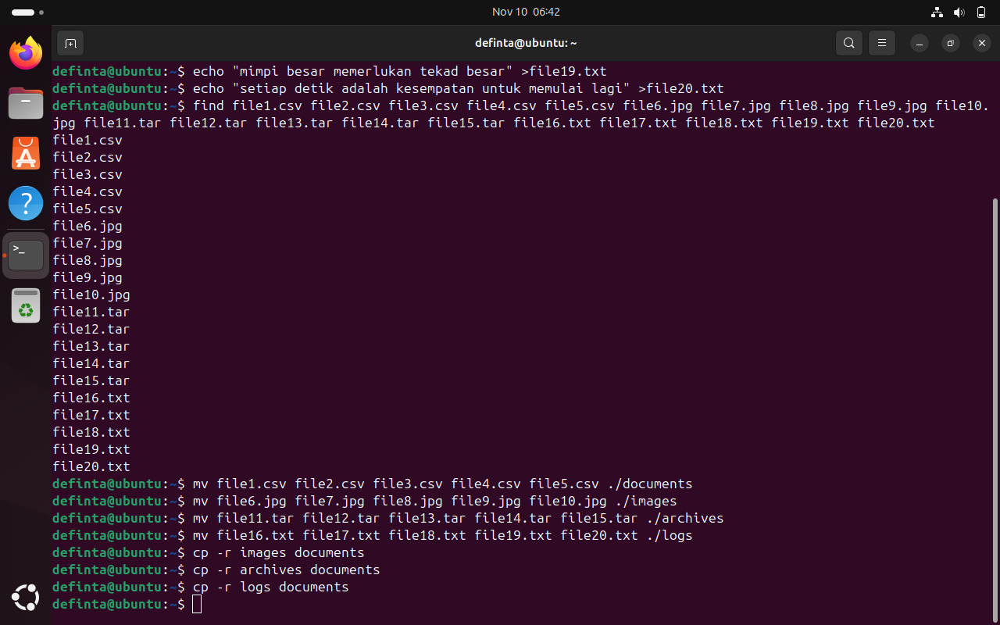 Nov 10 06:42
definta@ubuntu: ~
definta@ubuntu:~$ echo "mimpi besar memerlukan tekad besar" >file19.txt
definta@ubuntu:~$ echo "setiap detik adalah kesempatan untuk memulai lagi" >file20.txt
definta@ubuntu:~$ find file1.csv file2.csv file3.csv file4.csv file5.csv file6.jpg file7.jpg file8.jpg file9.jpg file10.
jpg file11.tar file12.tar file13.tar file14.tar file15.tar file16.txt file17.txt file18.txt file19.txt file20.txt
file1.csv
file2.csv
file3.csv
file4.csv
file5.csv
file6.jpg
file7.jpg
file8.jpg
file9.jpg
file10.jpg
file11.tar
file12.tar
file13.tar
file14.tar
file15.tar
file16.txt
file17.txt
file18.txt
file19.txt
file20.txt
definta@ubuntu:~$ mv file1.csv file2.csv file3.csv file4.csv file5.csv ./documents
definta@ubuntu:~$ mv file6.jpg file7.jpg file8.jpg file9.jpg file10.jpg ./images
definta@ubuntu:~$ mv file11.tar file12.tar file13.tar file14.tar file15.tar ./archives
definta@ubuntu:~$ mv file16.txt file17.txt file18.txt file19.txt file20.txt ./logs
definta@ubuntu:~$ cp -r images documents
definta@ubuntu:~$ cp -r archives documents
definta@ubuntu:~$ cp -r logs documents
definta@ubuntu:~$